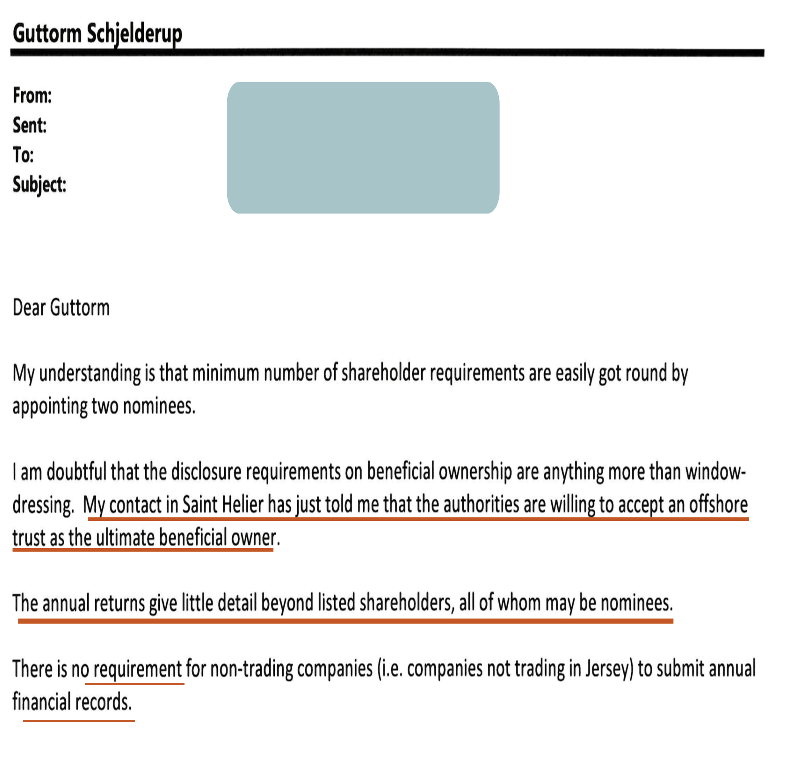 Guttorm Schjelderup
From:
Sent:
To:
Subject:
Dear Guttorm
My understanding is that minimum number of shareholder requirements are easily got round by
appointing two nominees.
I am doubtful that the disclosure requirements on beneficial ownership are anything more than window-
dressing.  My contact in Saint Helier has just told me that the authorities are willing to accept an offshore
trust as the ultimate beneficial owner.
The annual returns give little detail beyond listed shareholders, all of whom may be nominees.
There is no requirement for non-trading companies (i.e. companies not trading in Jersey) to submit annual
financial records.